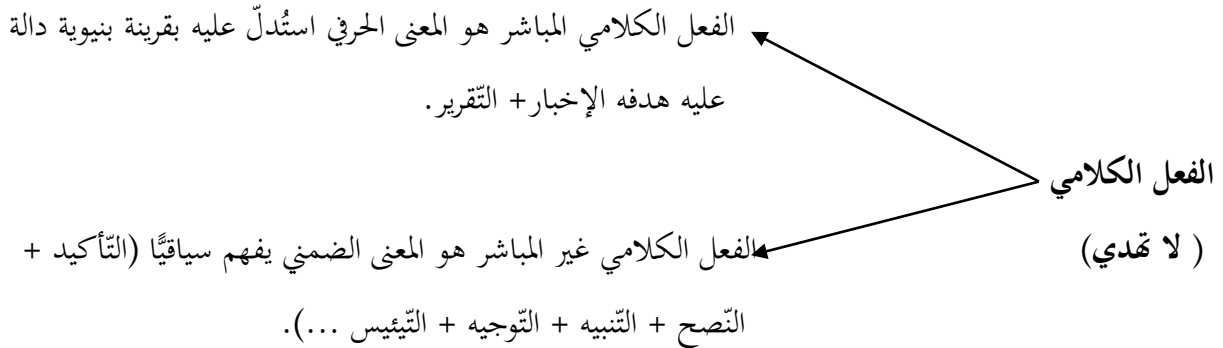 الفعل الكلامي المباشر هو المعنى الحرفي استُدلّ عليه بقرينة بنيوية دالة
عليه هدفه الإخبار+ التّقرير.
الفعل الكلامي
( لا تهدي)
الفعل الكلامي غير المباشر هو المعنى الضمني يفهم سياقيًّا (التّأكيد +
النّصح + التّنبيه + التّوجيه + التّيئيس ...).